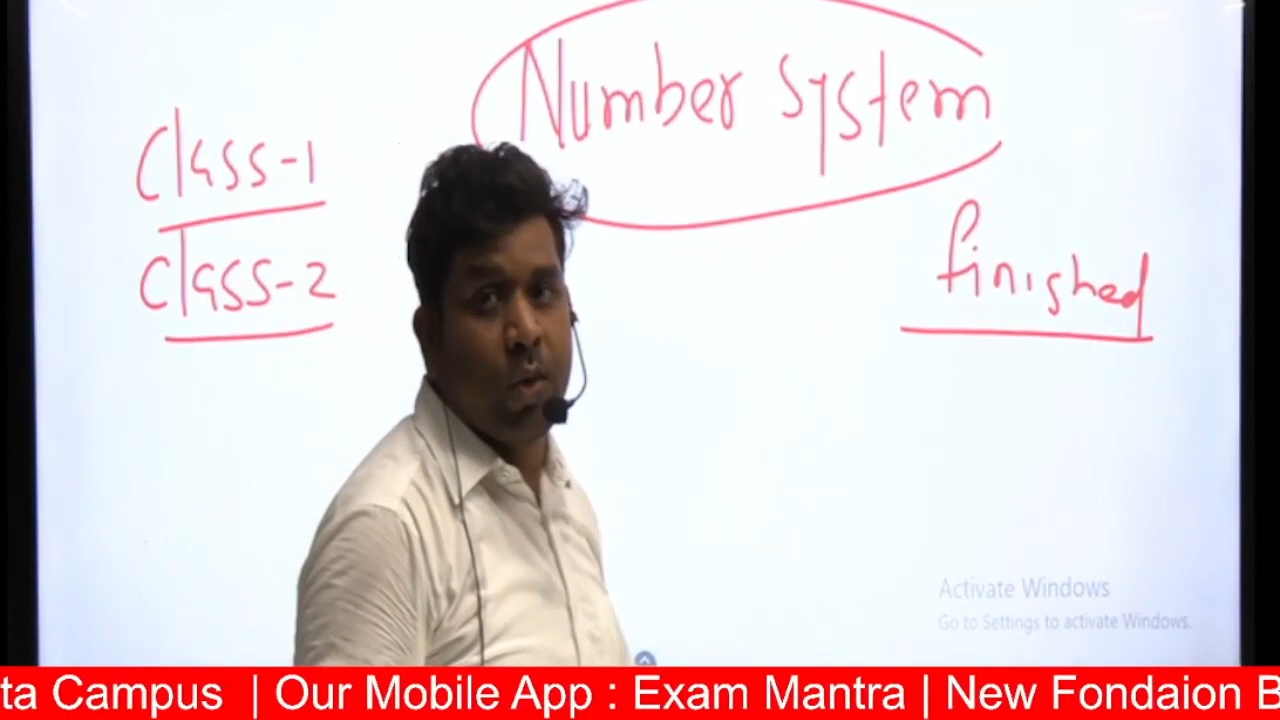 Number System
Class-1
Class-2
finished
Activate Windows
Go to Settings to activate Windows.
ta Campus | Our Mobile App : Exam Mantra | New Fondaion B